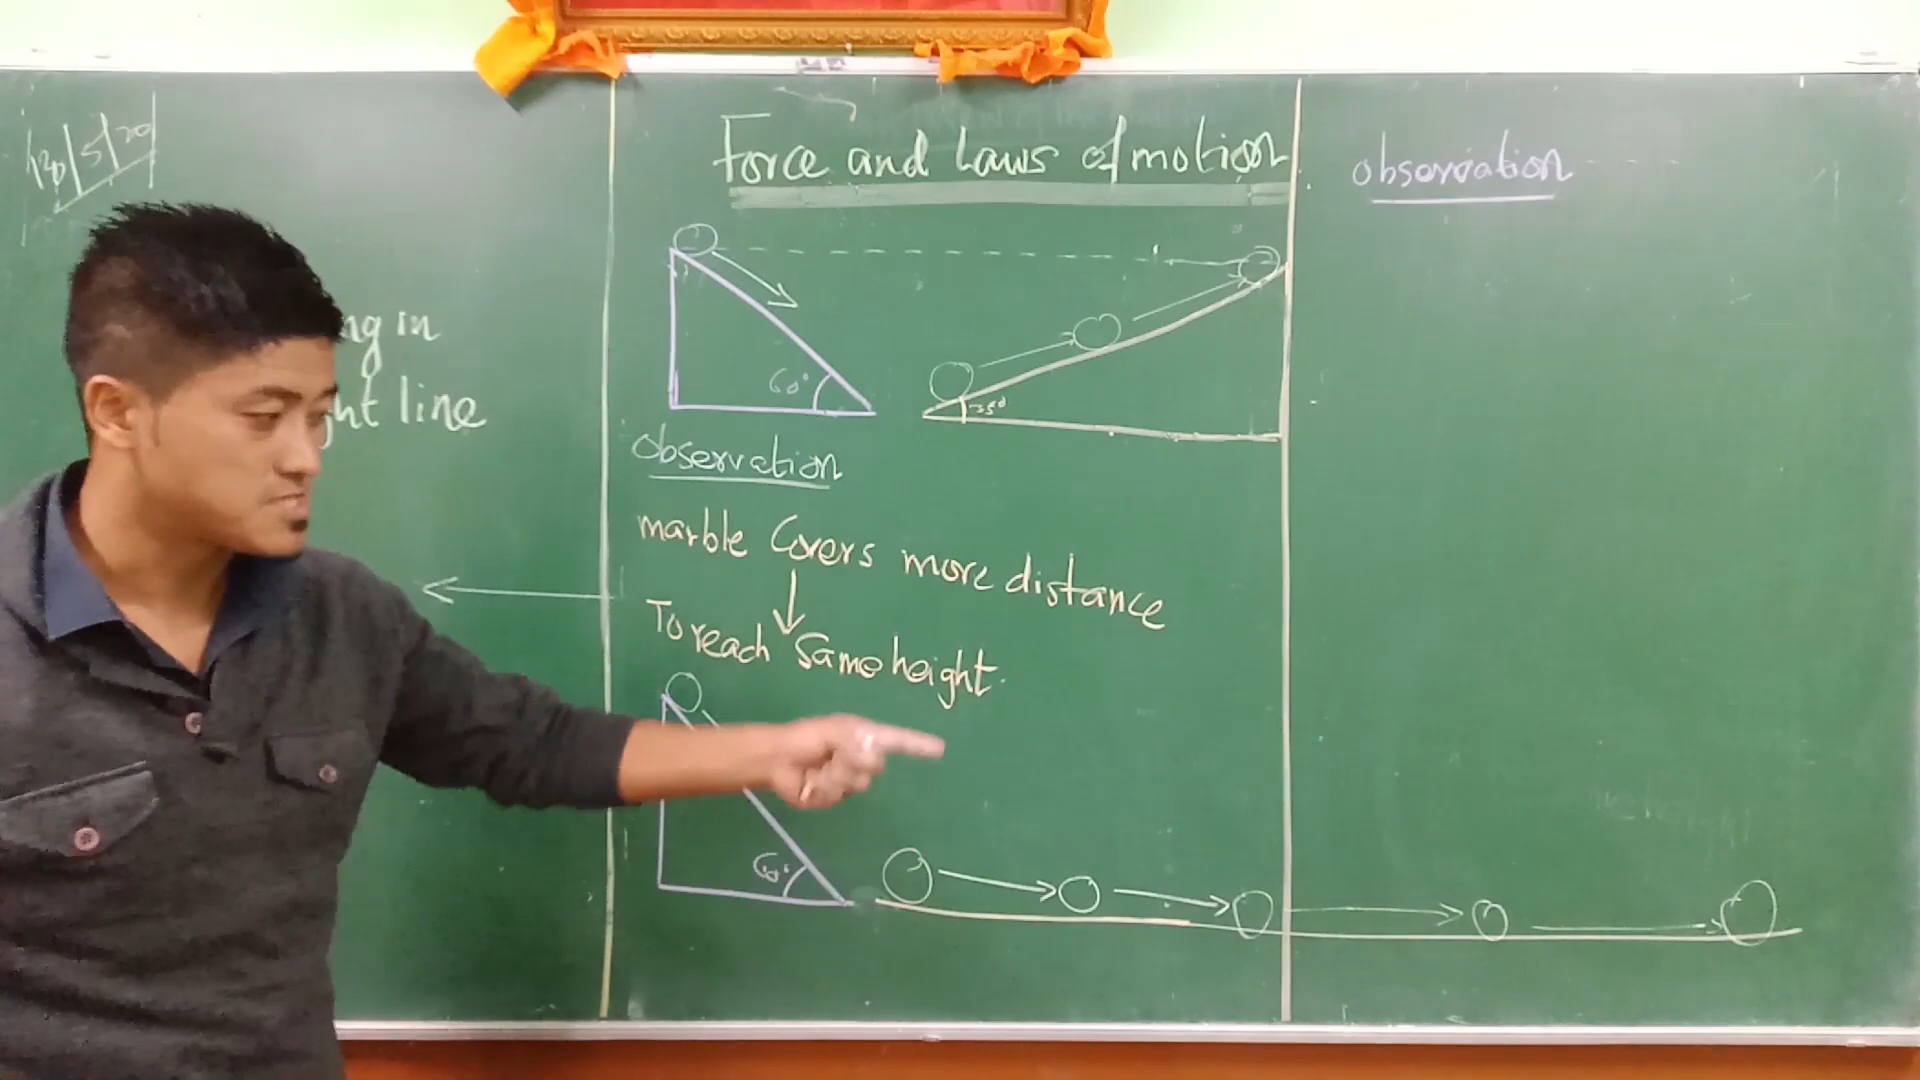 Force and Laws of motion
observation
ng in
ht line
60°
observation
marble Covers more distance
To reach Same height.
60°